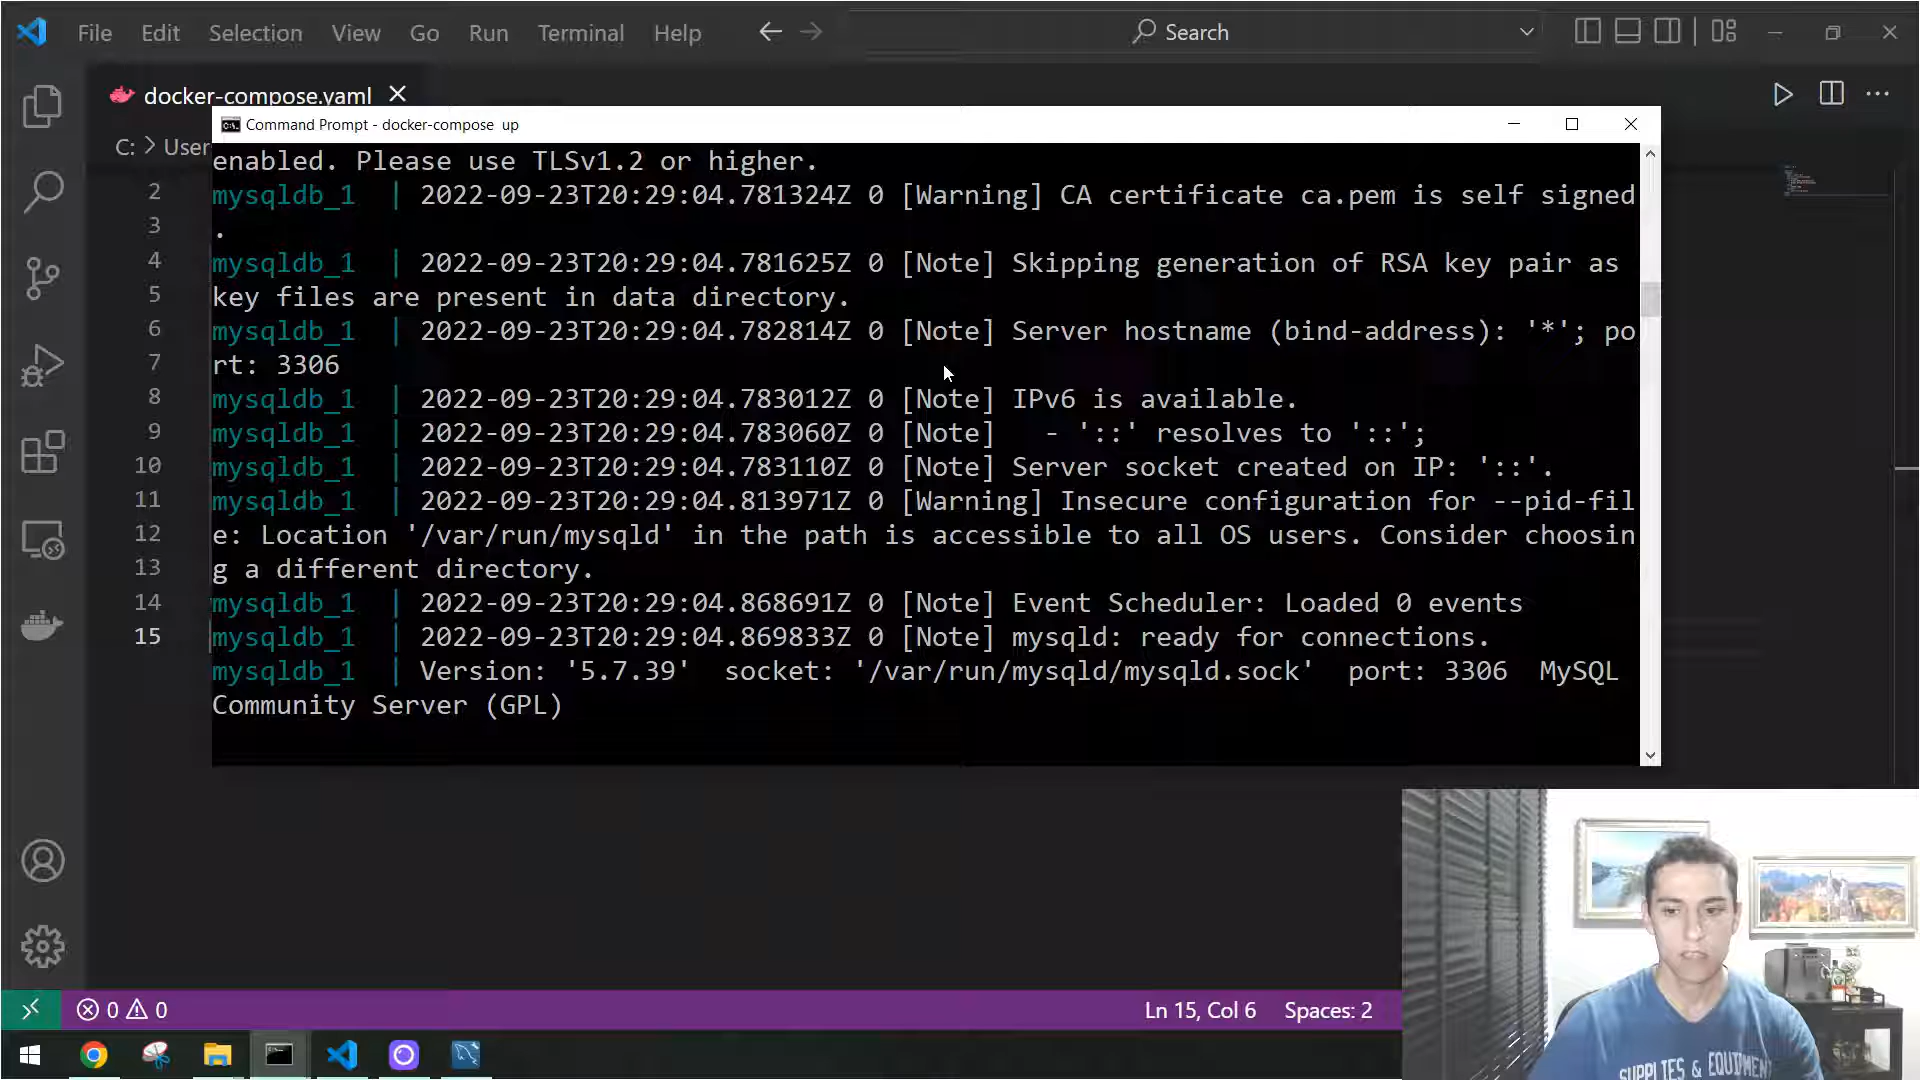 File Edit Selection View Go Run Terminal Help Search
docker-compose.yaml
C: > User
Command Prompt - docker-compose up
enabled. Please use TLSv1.2 or higher.
2 mysqldb_1 | 2022-09-23T20:29:04.781324Z 0 [Warning] CA certificate ca.pem is self signed
3 .
4 mysqldb_1 | 2022-09-23T20:29:04.781625Z 0 [Note] Skipping generation of RSA key pair as
5 key files are present in data directory.
6 mysqldb_1 | 2022-09-23T20:29:04.782814Z 0 [Note] Server hostname (bind-address): '*'; po
7 rt: 3306
8 mysqldb_1 | 2022-09-23T20:29:04.783012Z 0 [Note] IPv6 is available.
9 mysqldb_1 | 2022-09-23T20:29:04.783060Z 0 [Note] - '::' resolves to '::';
10 mysqldb_1 | 2022-09-23T20:29:04.783110Z 0 [Note] Server socket created on IP: '::'.
11 mysqldb_1 | 2022-09-23T20:29:04.813971Z 0 [Warning] Insecure configuration for --pid-fil
12 e: Location '/var/run/mysqld' in the path is accessible to all OS users. Consider choosin
13 g a different directory.
14 mysqldb_1 | 2022-09-23T20:29:04.868691Z 0 [Note] Event Scheduler: Loaded 0 events
15 mysqldb_1 | 2022-09-23T20:29:04.869833Z 0 [Note] mysqld: ready for connections.
mysqldb_1 | Version: '5.7.39' socket: '/var/run/mysqld/mysqld.sock' port: 3306 MySQL
Community Server (GPL)
0 0 Ln 15, Col 6 Spaces: 2
SUPPLIES & EQUIPMENT